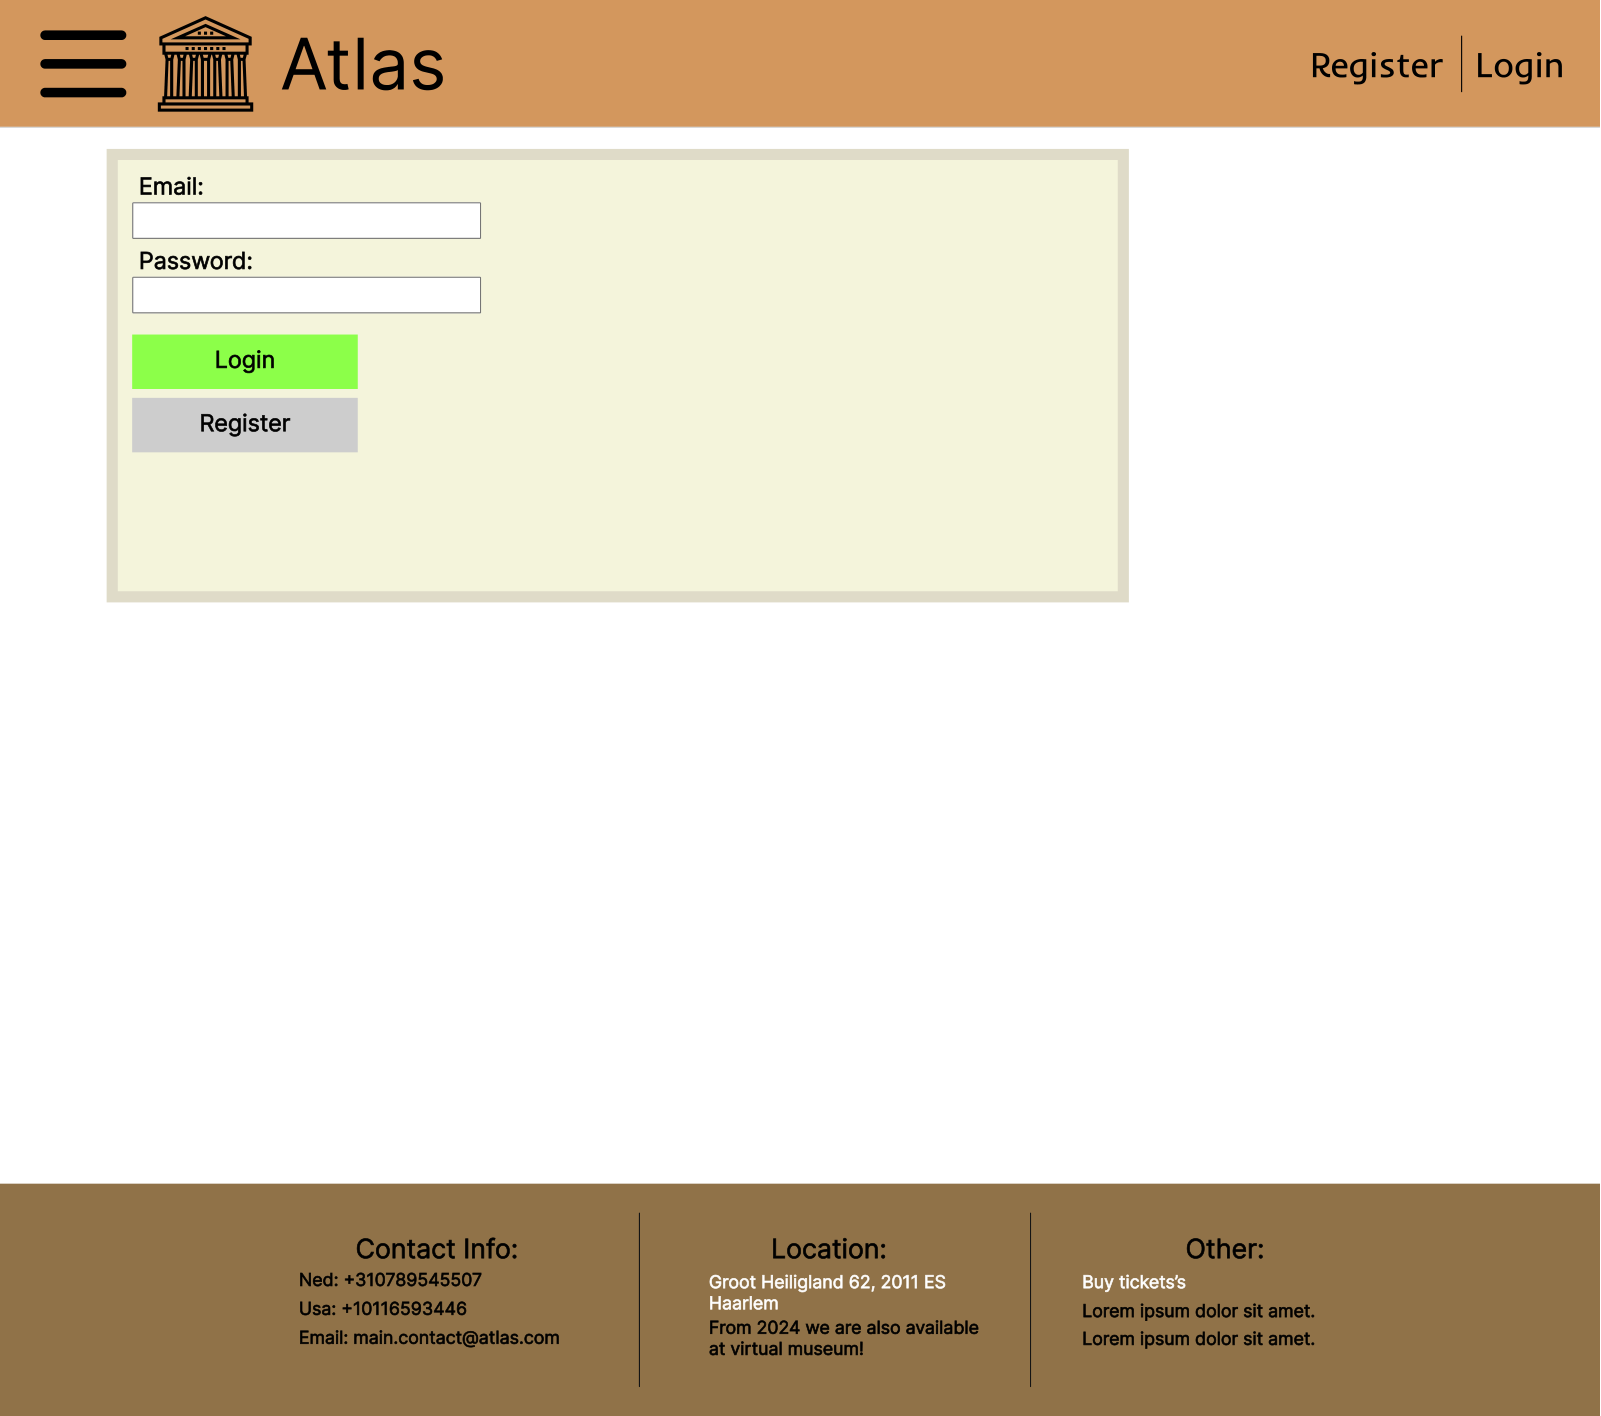 Atlas
Register
Login
Email:
Password:
Login
Register
Contact Info:
Ned: +310789545507
Usa: +10116593446
Email: main.contact@atlas.com
Location:
Groot Heiligland 62, 2011 ES
Haarlem
From 2024 we are also available
at virtual museum!
Other:
Buy tickets’s
Lorem ipsum dolor sit amet.
Lorem ipsum dolor sit amet.